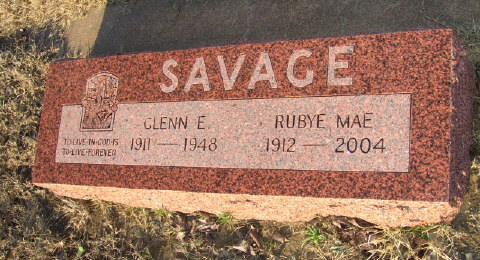 SAVAGE
TO-LIVE-IN-GOD-IS
TO-LIVE-FOREVER
GLENN E. RUBYE MAE
1911 — 1948 1912 — 2004